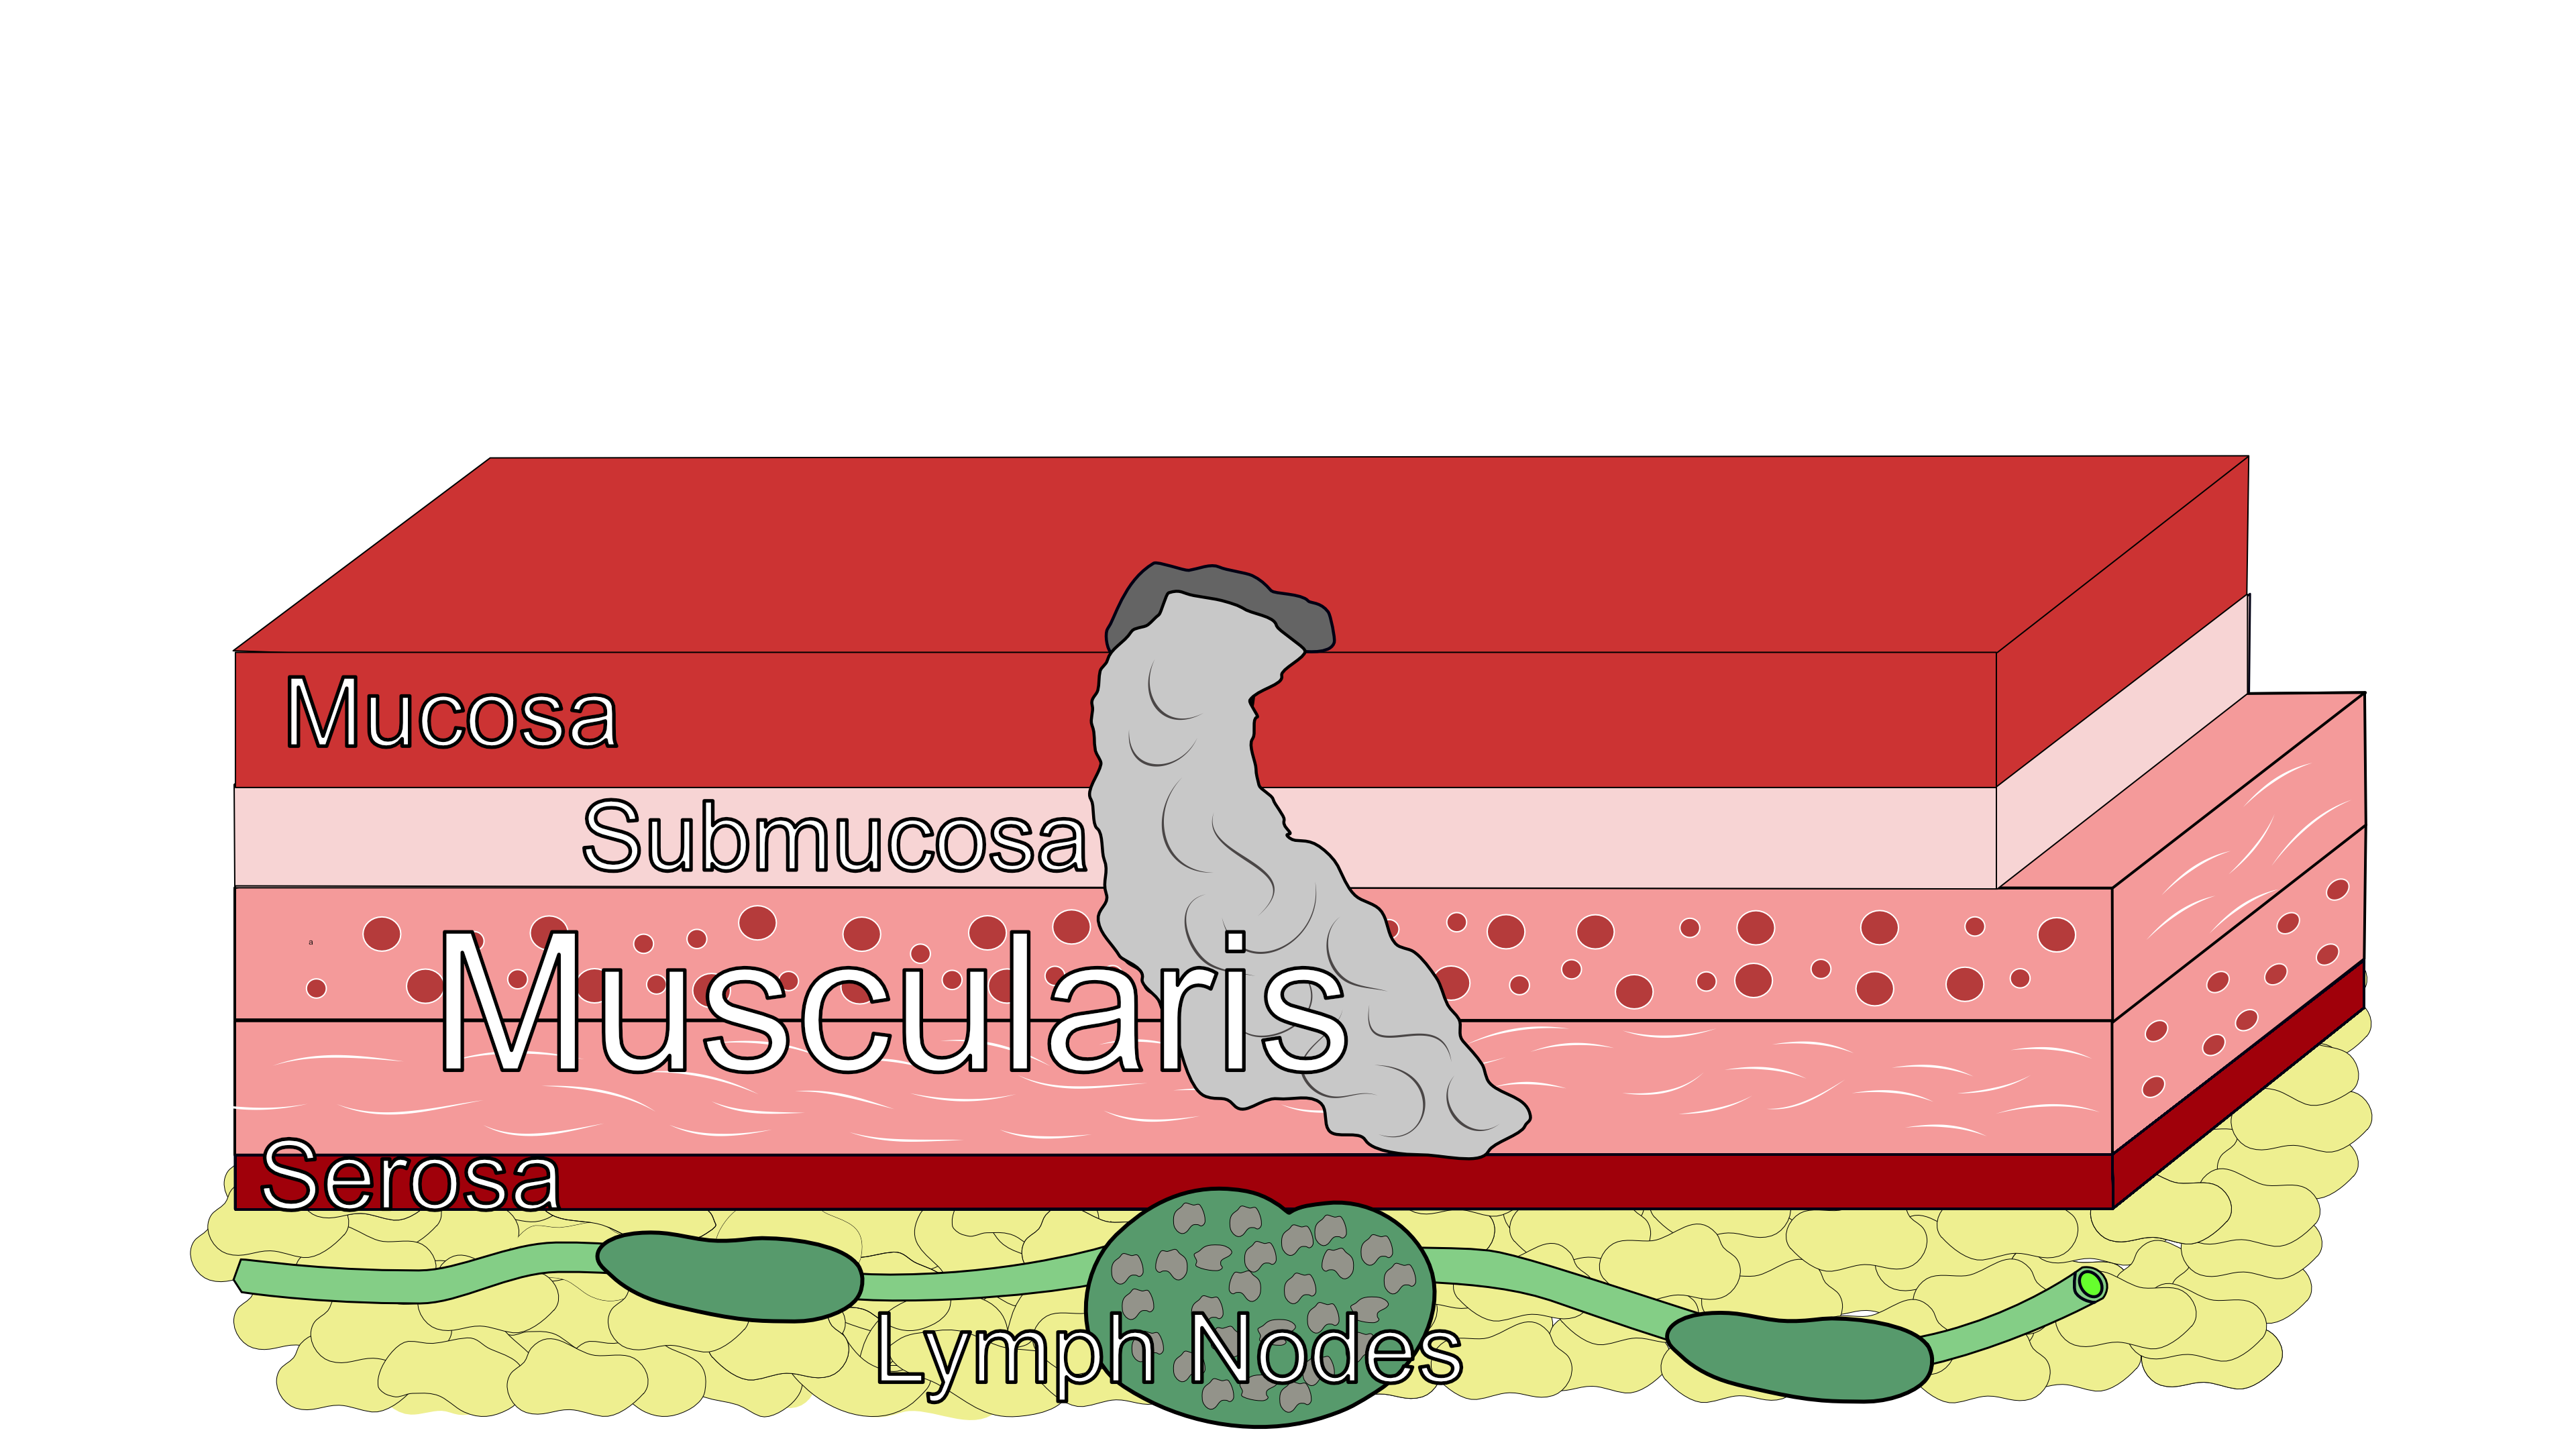 Mucosa
Submucosa
a
Muscularis
Serosa
Lymph Nodes